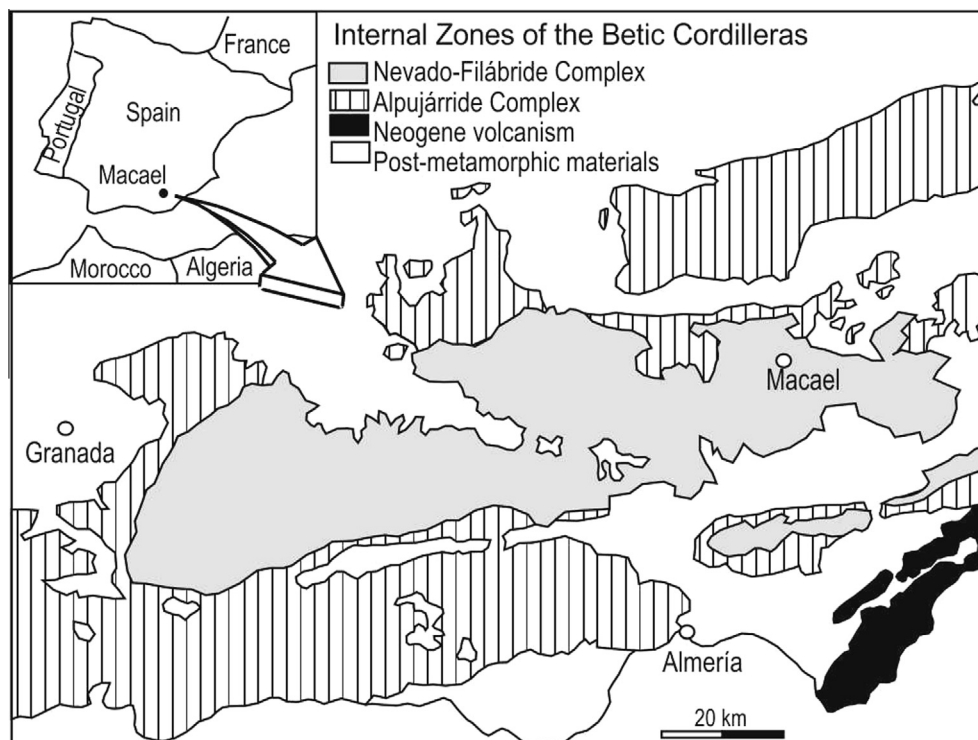 France
Portugal
Spain
Macael
Morocco
Algeria
Internal Zones of the Betic Cordilleras
Nevado-Filábride Complex
Alpujárride Complex
Neogene volcanism
Post-metamorphic materials
Macael
Granada
Almería
20 km